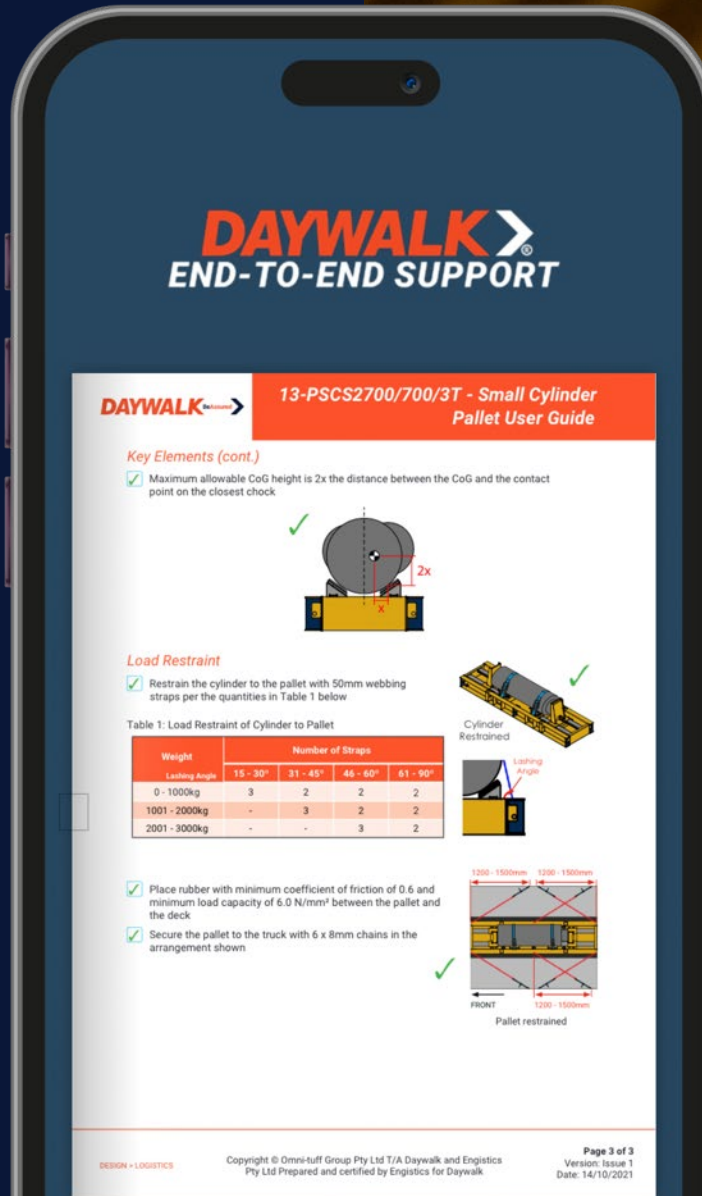 DAYWALK
END-TO-END SUPPORT
DAYWALK
13-PSCS2700/700/3T - Small Cylinder
Pallet User Guide
Key Elements (cont.)
Maximum allowable CoG height is 2x the distance between the CoG and the contact
point on the closest chock
2x
x
Load Restraint
Restrain the cylinder to the pallet with 50mm webbing
straps per the quantities in Table 1 below
Cylinder
Restrained
Table 1: Load Restraint of Cylinder to Pallet
Weight Number of Straps
Lashing Angle 15 - 30° 31 - 45° 46 - 60° 61 - 90°
0 - 1000kg 3 2 2 2
1001 - 2000kg - 3 2 2
2001 - 3000kg - - 3 2
Lashing
Angle
Place rubber with minimum coefficient of friction of 0.6 and
minimum load capacity of 6.0 N/mm² between the pallet and
the deck
Secure the pallet to the truck with 6 x 8mm chains in the
arrangement shown
1200 - 1500mm 1200 - 1500mm
FRONT 1200 - 1500mm
Pallet restrained
DESIGN + LOGISTICS
Copyright © Omni-tuff Group Pty Ltd T/A Daywalk and Engistics
Pty Ltd Prepared and certified by Engistics for Daywalk
Page 3 of 3
Version: Issue 1
Date: 14/10/2021